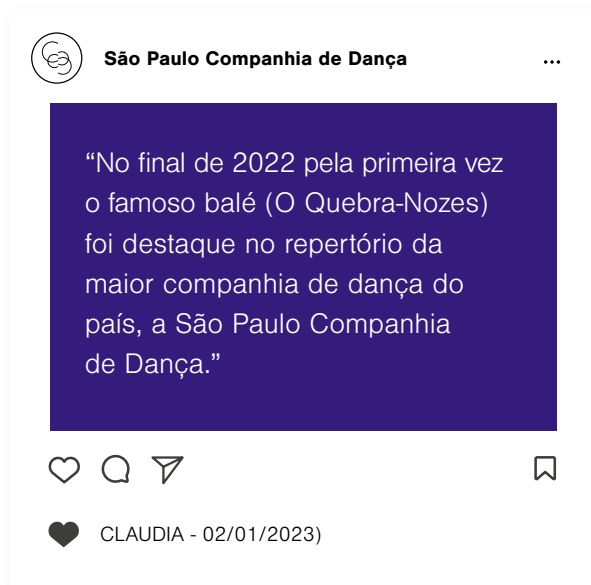 São Paulo Companhia de Dança
...
“No final de 2022 pela primeira vez
o famoso balé (O Quebra-Nozes)
foi destaque no repertório da
maior companhia de dança do
país, a São Paulo Companhia
de Dança.”
CLAUDIA - 02/01/2023)